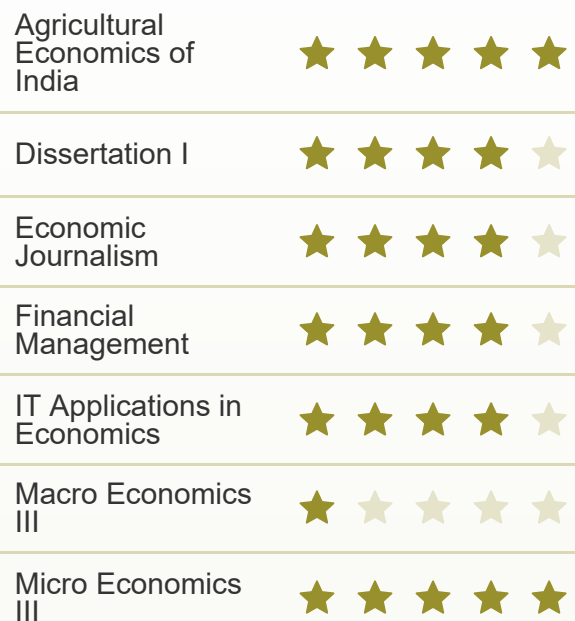 Agricultural
Economics of
India
Dissertation I
Economic
Journalism
Financial
Management
IT Applications in
Economics
Macro Economics
III
Micro Economics
III